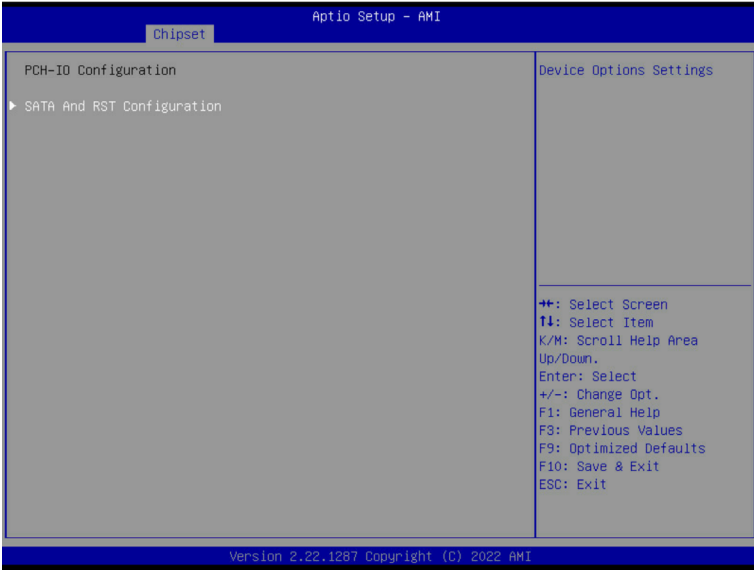 Aptio Setup - AMI
Chipset
PCH-IO Configuration
SATA And RST Configuration
Device Options Settings
→←: Select Screen
↑↓: Select Item
K/M: Scroll Help Area
Up/Down.
Enter: Select
+/-: Change Opt.
F1: General Help
F3: Previous Values
F9: Optimized Defaults
F10: Save & Exit
ESC: Exit
Version 2.22.1287 Copyright (C) 2022 AMI